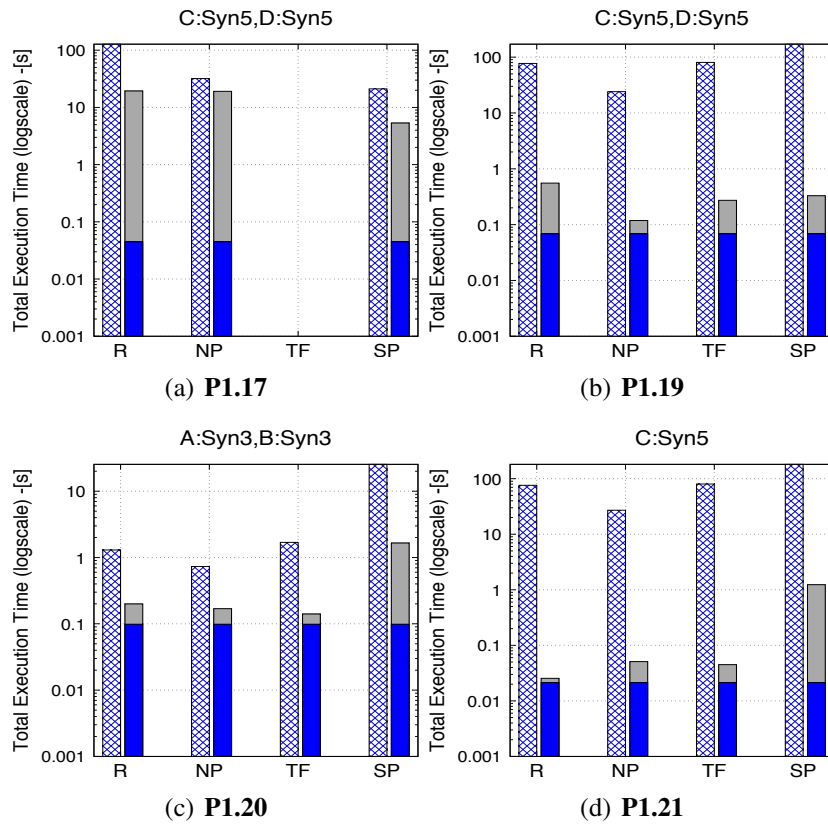 C:Syn5,D:Syn5
Total Execution Time (logscale) -[s]
100
10
1
0.1
0.01
0.001
R NP TF SP
(a) P1.17
C:Syn5,D:Syn5
Total Execution Time (logscale) -[s]
100
10
1
0.1
0.01
0.001
R NP TF SP
(b) P1.19
A:Syn3,B:Syn3
Total Execution Time (logscale) -[s]
10
1
0.1
0.01
0.001
R NP TF SP
(c) P1.20
C:Syn5
Total Execution Time (logscale) -[s]
100
10
1
0.1
0.01
0.001
R NP TF SP
(d) P1.21